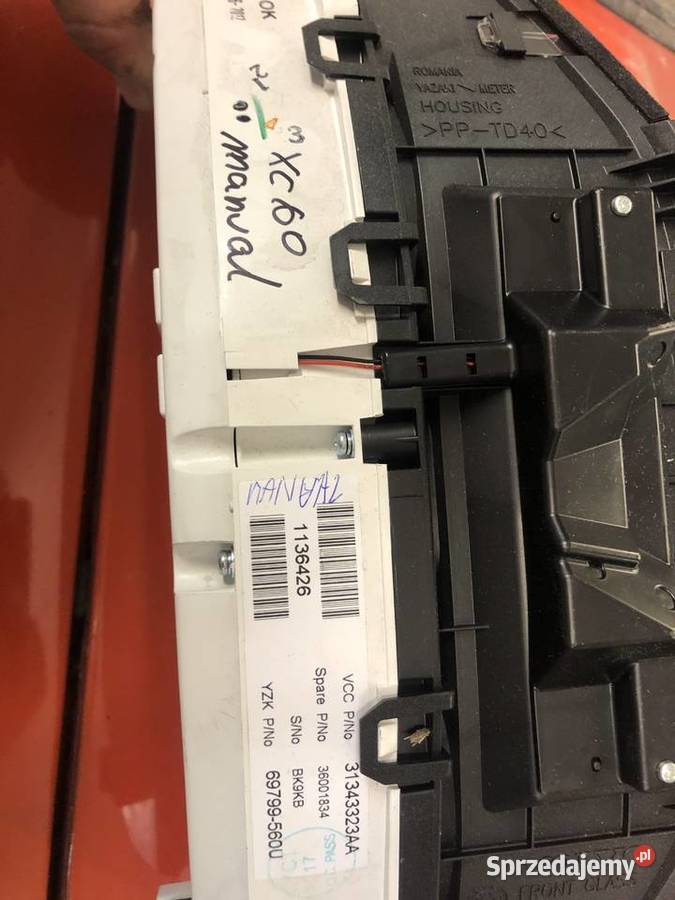 OK
XC60
manual
ROMANIA
YAZAKI METER
HOUSING
>PP-TD40<
MANUAL
1136426
VCC P/No 31343323AA
Spare P/No 36001834
S/No BK9KB
YZK P/No 69799-560U
17
PASS
FRONT GLASS
Sprzedajemy.pl